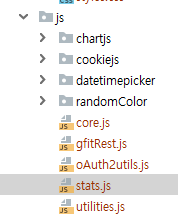 js
chartjs
cookiejs
datetimepicker
randomColor
core.js
gfitRest.js
oAuth2utils.js
stats.js
utilities.js